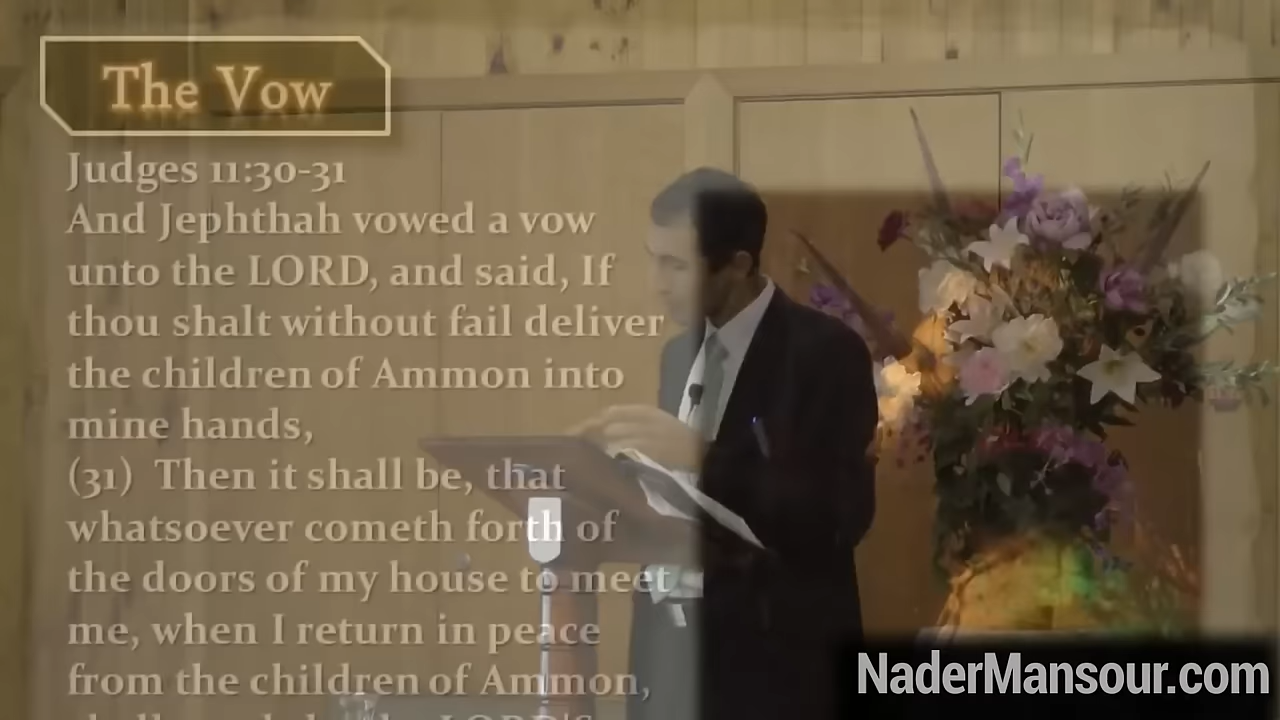 The Vow
Judges 11:30-31
And Jephthah vowed a vow
unto the LORD, and said, If
thou shalt without fail deliver
the children of Ammon into
mine hands,
(31) Then it shall be, that
whatsoever cometh forth of
the doors of my house to meet
me, when I return in peace
from the children of Ammon,
LORD'S
NaderMansour.com